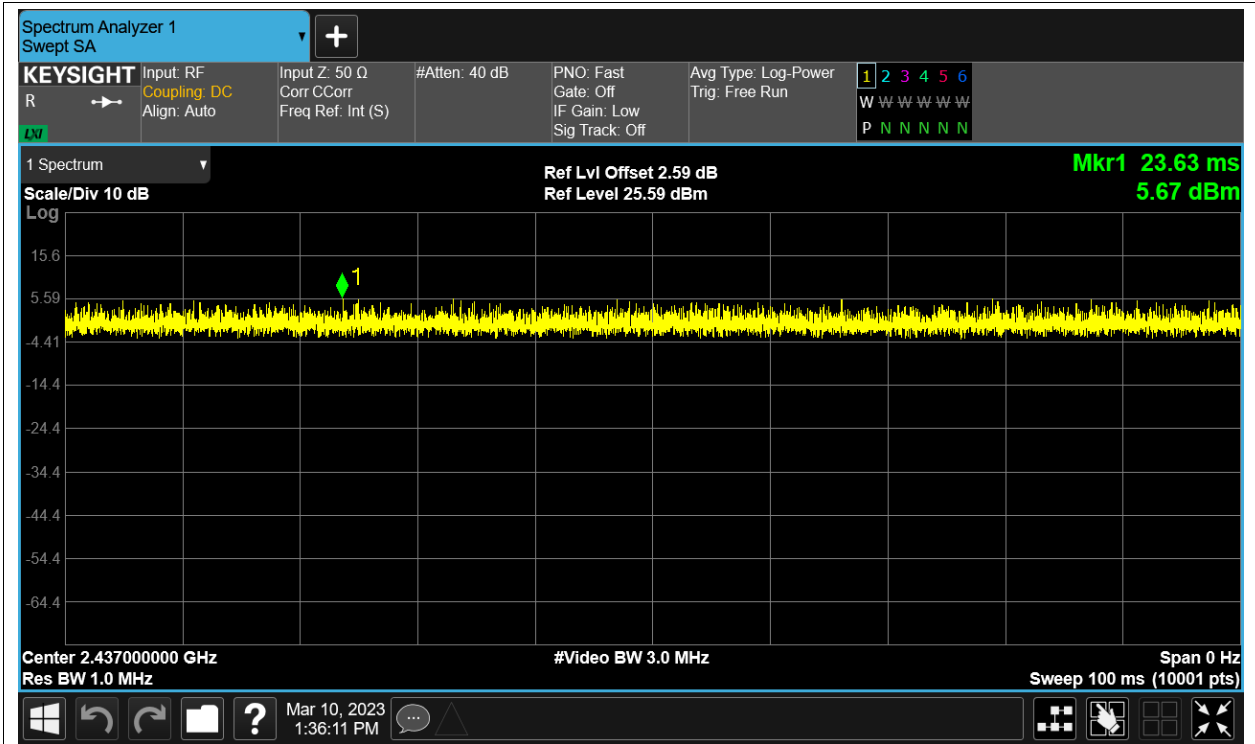 Spectrum Analyzer 1
Swept SA
+
KEYSIGHT
R
LXI
Input: RF
Coupling: DC
Align: Auto
Input Z: 50 Ω
Corr CCorr
Freq Ref: Int (S)
#Atten: 40 dB
PNO: Fast
Gate: Off
IF Gain: Low
Sig Track: Off
Avg Type: Log-Power
Trig: Free Run
1 2 3 4 5 6
W W W W W W
P N N N N N
1 Spectrum
Scale/Div 10 dB
Log
Ref Lvl Offset 2.59 dB
Ref Level 25.59 dBm
Mkr1 23.63 ms
5.67 dBm
1
15.6
5.59
-4.41
-14.4
-24.4
-34.4
-44.4
-54.4
-64.4
Center 2.437000000 GHz
Res BW 1.0 MHz
#Video BW 3.0 MHz
Span 0 Hz
Sweep 100 ms (10001 pts)
?
Mar 10, 2023
1:36:11 PM